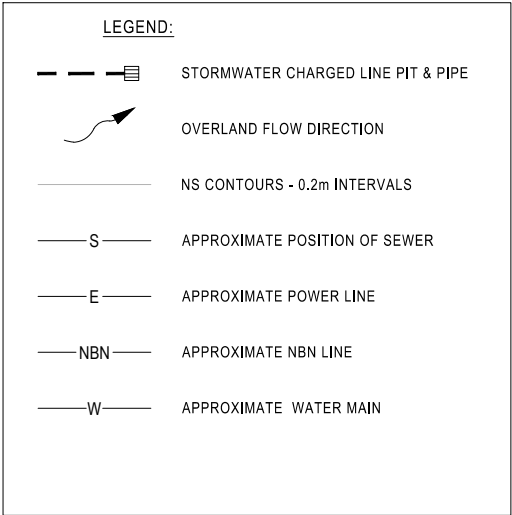 LEGEND:
STORMWATER CHARGED LINE PIT & PIPE
OVERLAND FLOW DIRECTION
NS CONTOURS - 0.2m INTERVALS
S APPROXIMATE POSITION OF SEWER
E APPROXIMATE POWER LINE
NBN APPROXIMATE NBN LINE
W APPROXIMATE WATER MAIN